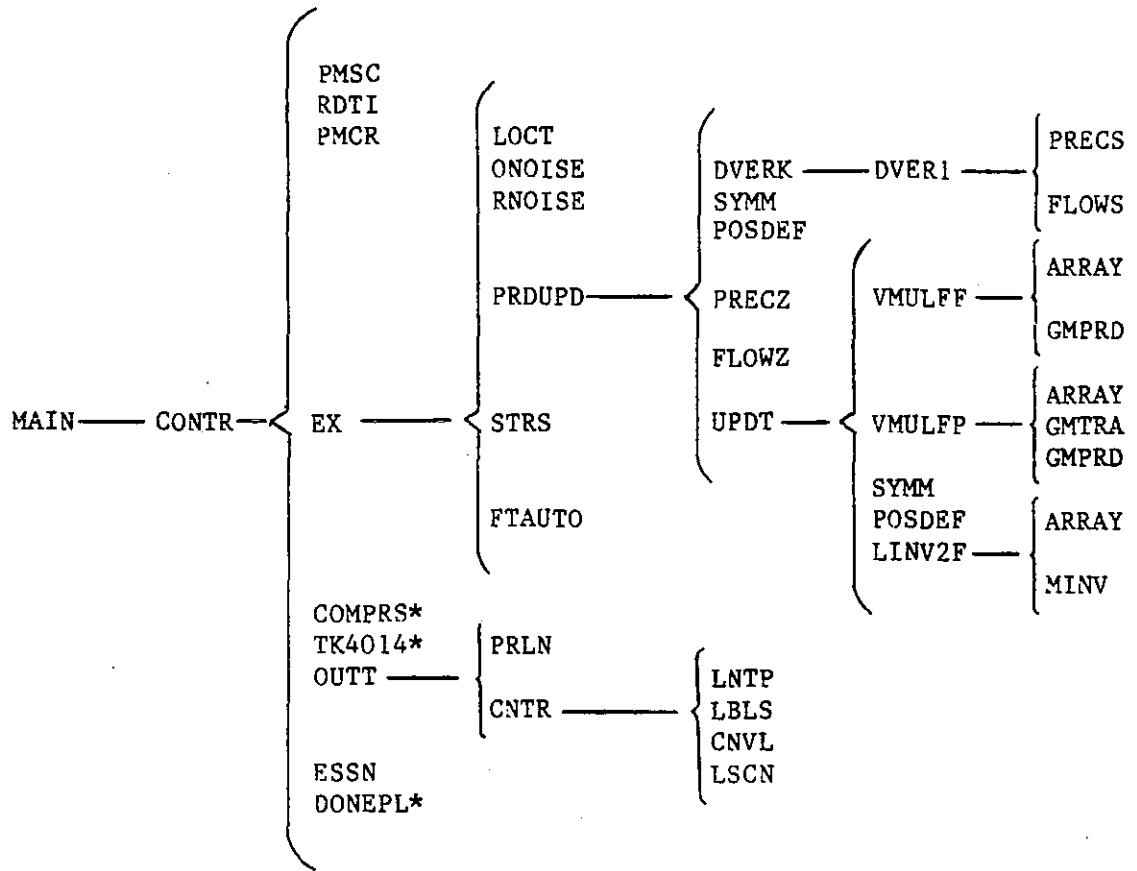 MAIN
CONTR
PMSC
RDTI
PMCR
EX
COMPRS*
TK4014*
OUTT
ESSN
DONEPL*
LOCT
ONOISE
RNOISE
PRDUPD
STRS
FTAUTO
PRLN
CNTR
DVERK
SYMM
POSDEF
PRECZ
FLOWZ
UPDT
LNTP
LBLS
CNVL
LSCN
DVER1
VMULFF
VMULFP
SYMM
POSDEF
LINV2F
PRECS
FLOWS
ARRAY
GMPRD
ARRAY
GMTRA
GMPRD
ARRAY
MINV